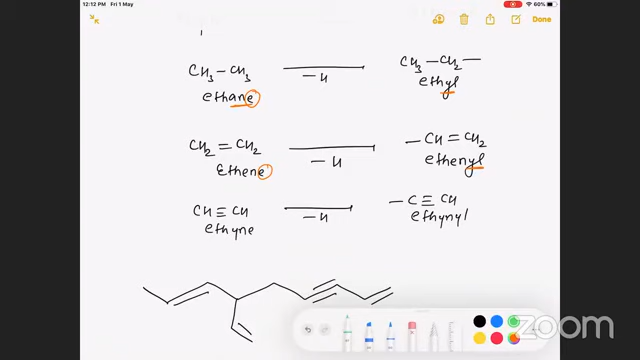 12:12 PM Fri 1 May
60%
Done
CH₃ – CH₃ – H CH₃ – CH₂ –
ethane ethyl
CH₂ = CH₂ – H – CH = CH₂
Ethene ethenyl
CH ≡ CH – H – C ≡ CH
ethyne ethynyl
zoom